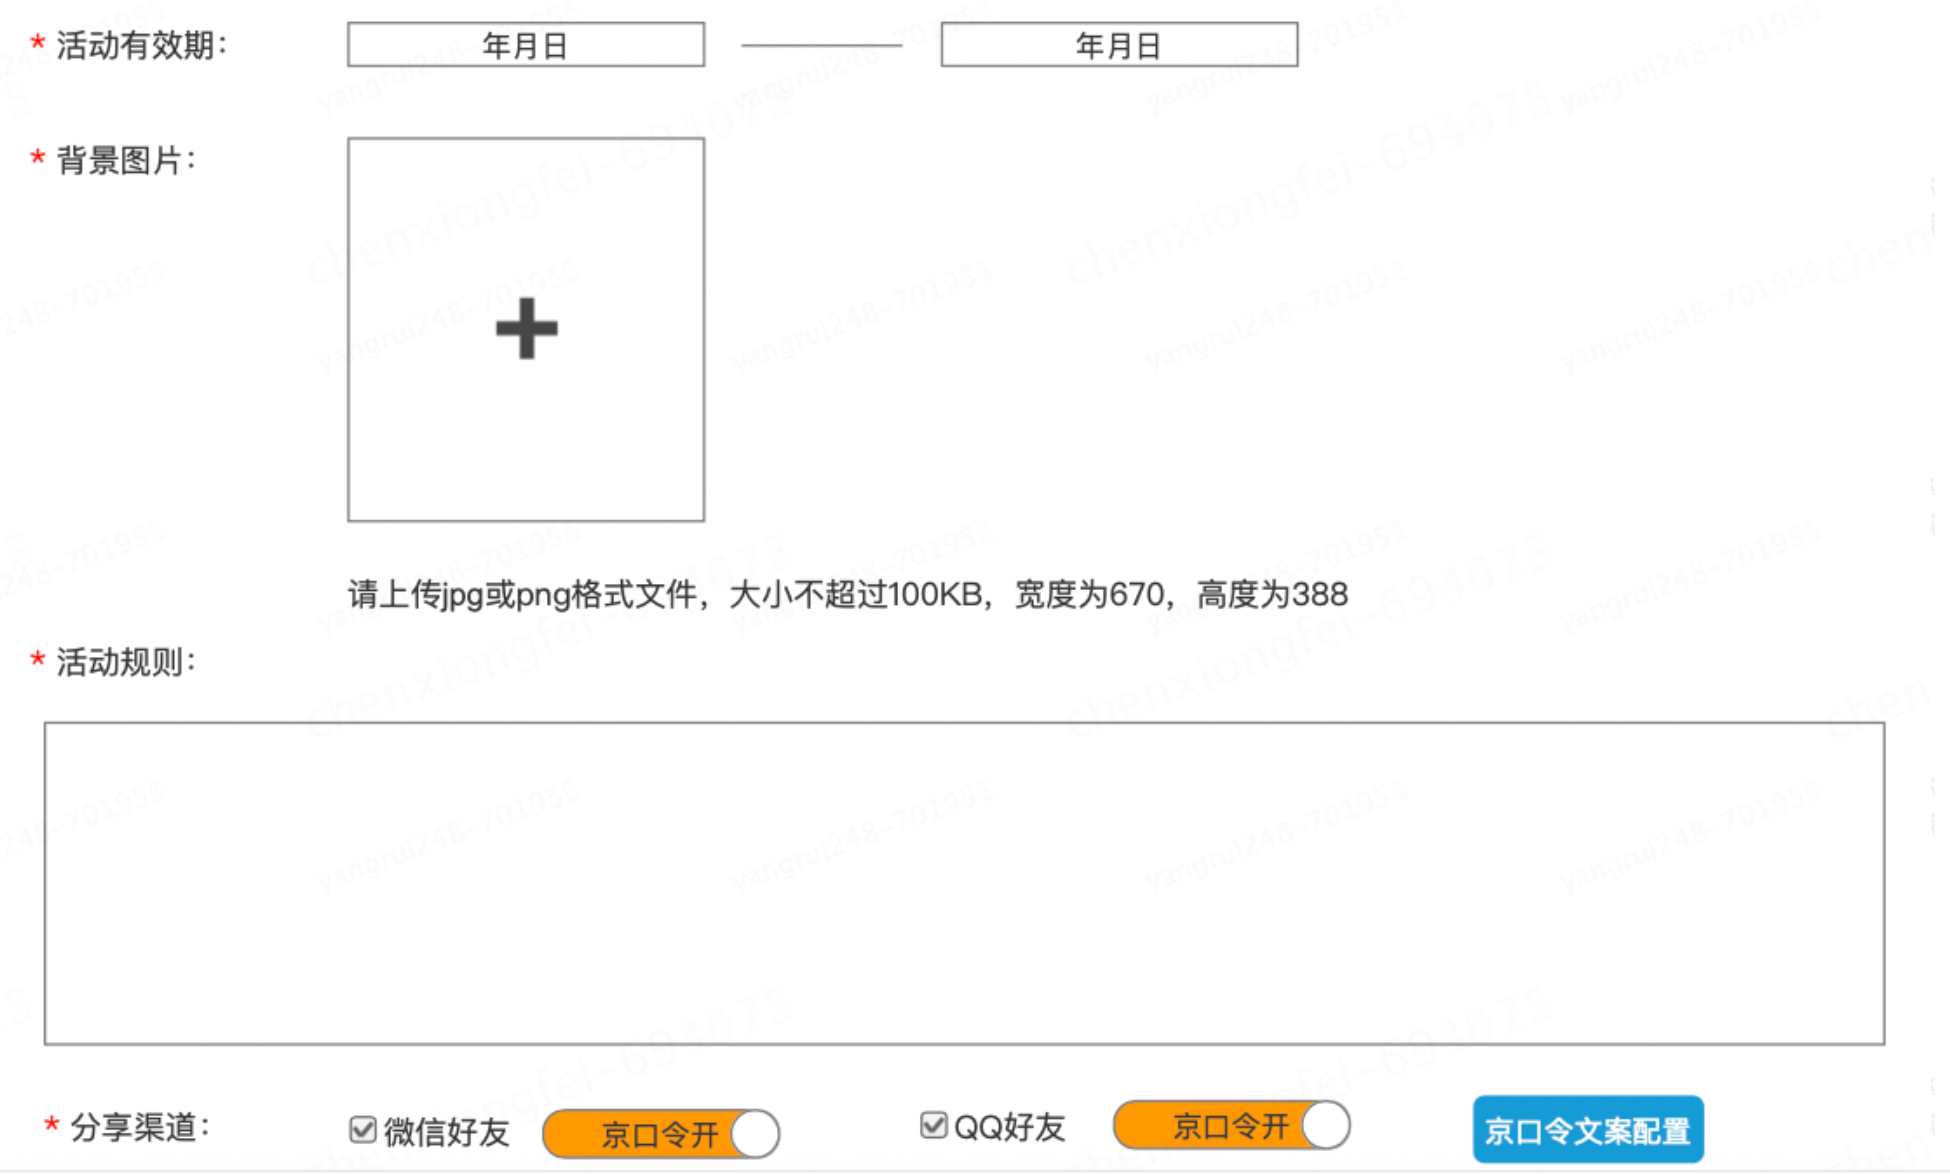 * 活动有效期： 年月日 年月日
* 背景图片：
请上传jpg或png格式文件，大小不超过100KB，宽度为670，高度为388
* 活动规则：
* 分享渠道： 微信好友 京口令开 QQ好友 京口令开 京口令文案配置
yangrui248-701958
chenxiongfei-694078